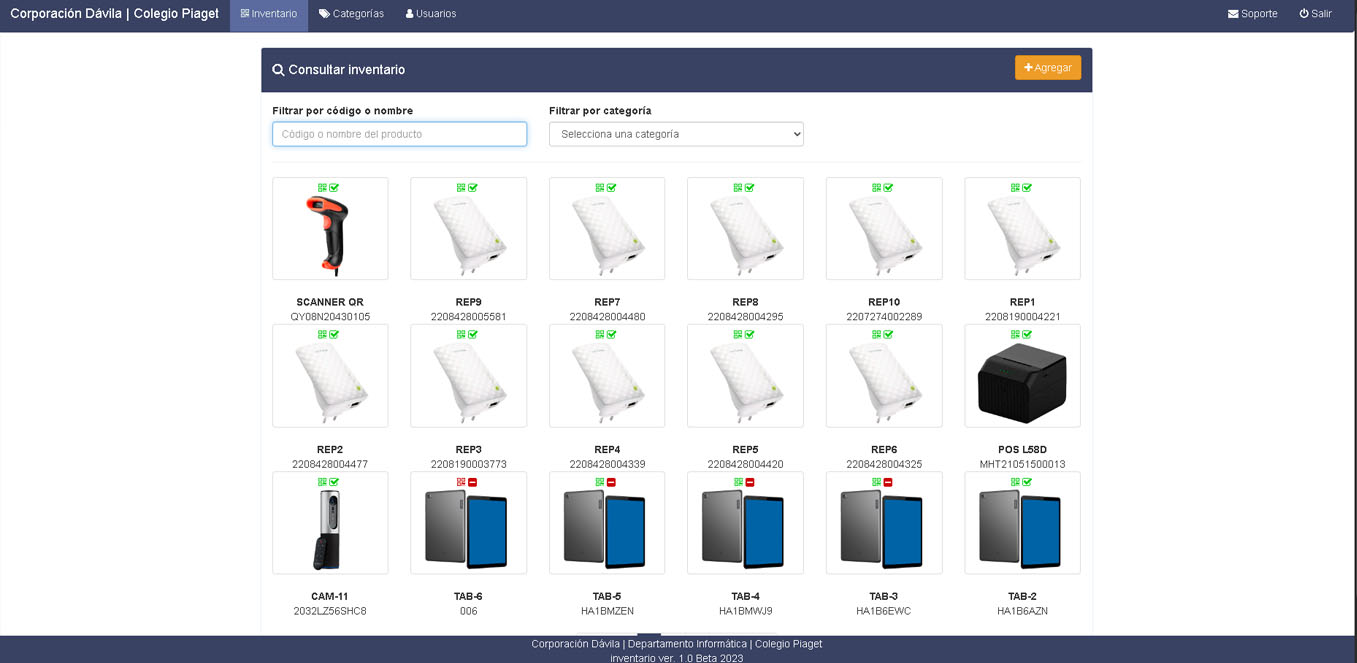 Corporación Dávila | Colegio Piaget
Inventario
Categorías
Usuarios
Soporte
Salir
Consultar inventario
Agregar
Filtrar por código o nombre
Filtrar por categoría
Código o nombre del producto
Selecciona una categoría
SCANNER QR
QY08N20430105
REP9
2208428005581
REP7
2208428004480
REP8
2208428004295
REP10
2207274002289
REP1
2208190004221
REP2
2208428004477
REP3
2208190003773
REP4
2208428004339
REP5
2208428004420
REP6
2208428004325
POS L58D
MHT21051500013
CAM-11
2032LZ56SHC8
TAB-6
006
TAB-5
HA1BMZEN
TAB-4
HA1BMWJ9
TAB-3
HA1B6EWC
TAB-2
HA1B6AZN
Corporación Dávila | Departamento Informática | Colegio Piaget
inventario ver. 1.0 Beta 2023